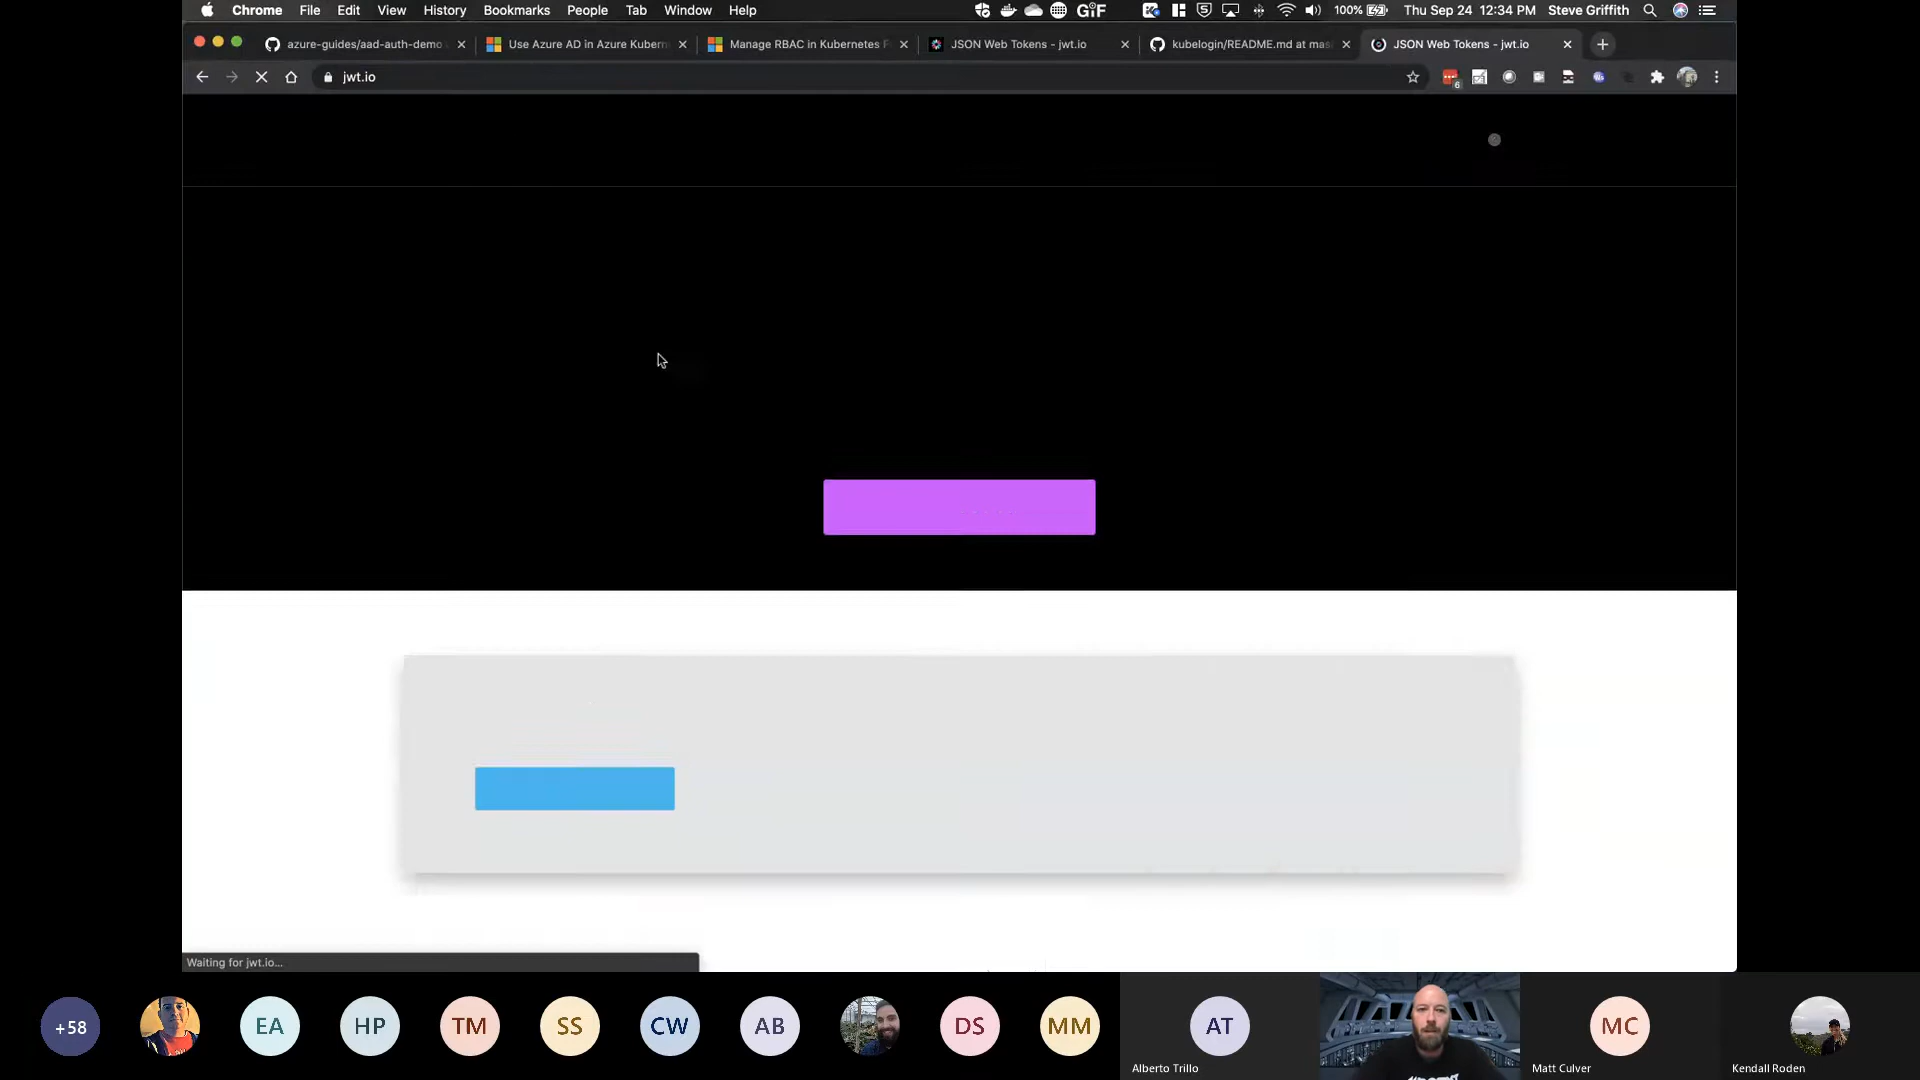 Chrome File Edit View History Bookmarks People Tab Window Help GIF 100% Thu Sep 24 12:34 PM Steve Griffith
azure-guides/aad-auth-demo Use Azure AD in Azure Kubern Manage RBAC in Kubernetes F JSON Web Tokens - jwt.io kubelogin/README.md at mas JSON Web Tokens - jwt.io
jwt.io 6
Waiting for jwt.io...
+58 EA HP TM SS CW AB DS MM AT MC
Alberto Trillo Matt Culver Kendall Roden